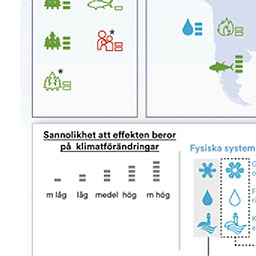 Sannolikhet att effekten beror
på klimatförändringar
m låg låg medel hög m hög
Fysiska system